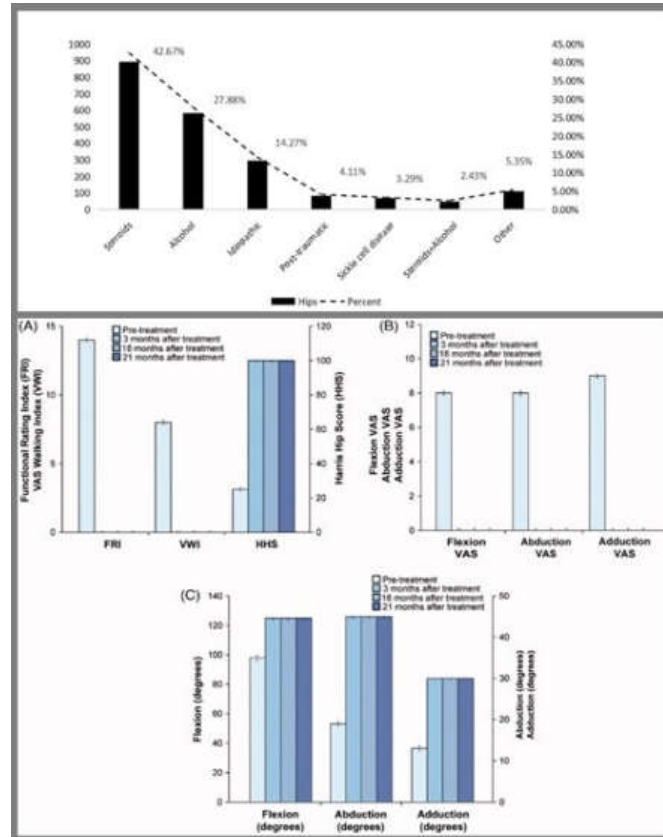 1000
900
800
700
600
500
400
300
200
100
0
45.00%
40.00%
35.00%
30.00%
25.00%
20.00%
15.00%
10.00%
5.00%
0.00%
42.67%
27.88%
14.27%
4.11%
3.29%
2.43%
5.35%
Steroids
Alcohol
Idiopathic
Post-traumatic
Sickle cell disease
Steroids+Alcohol
Other
Hips
Percent
(A)
Pre-treatment
3 months after treatment
18 months after treatment
21 months after treatment
Functional Rating Index (FRI)
VAS Walking Index (VWI)
15
10
5
0
120
100
80
60
40
20
0
Harris Hip Score (HHS)
FRI
VWI
HHS
(B)
Pre-treatment
3 months after treatment
18 months after treatment
21 months after treatment
Flexion VAS
Abduction VAS
Adduction VAS
12
10
8
6
4
2
0
Flexion
VAS
Abduction
VAS
Adduction
VAS
(C)
Pre-treatment
3 months after treatment
18 months after treatment
21 months after treatment
Flexion (degrees)
140
120
100
80
60
40
20
0
50
40
30
20
10
0
Abduction (degrees)
Adduction (degrees)
Flexion
(degrees)
Abduction
(degrees)
Adduction
(degrees)